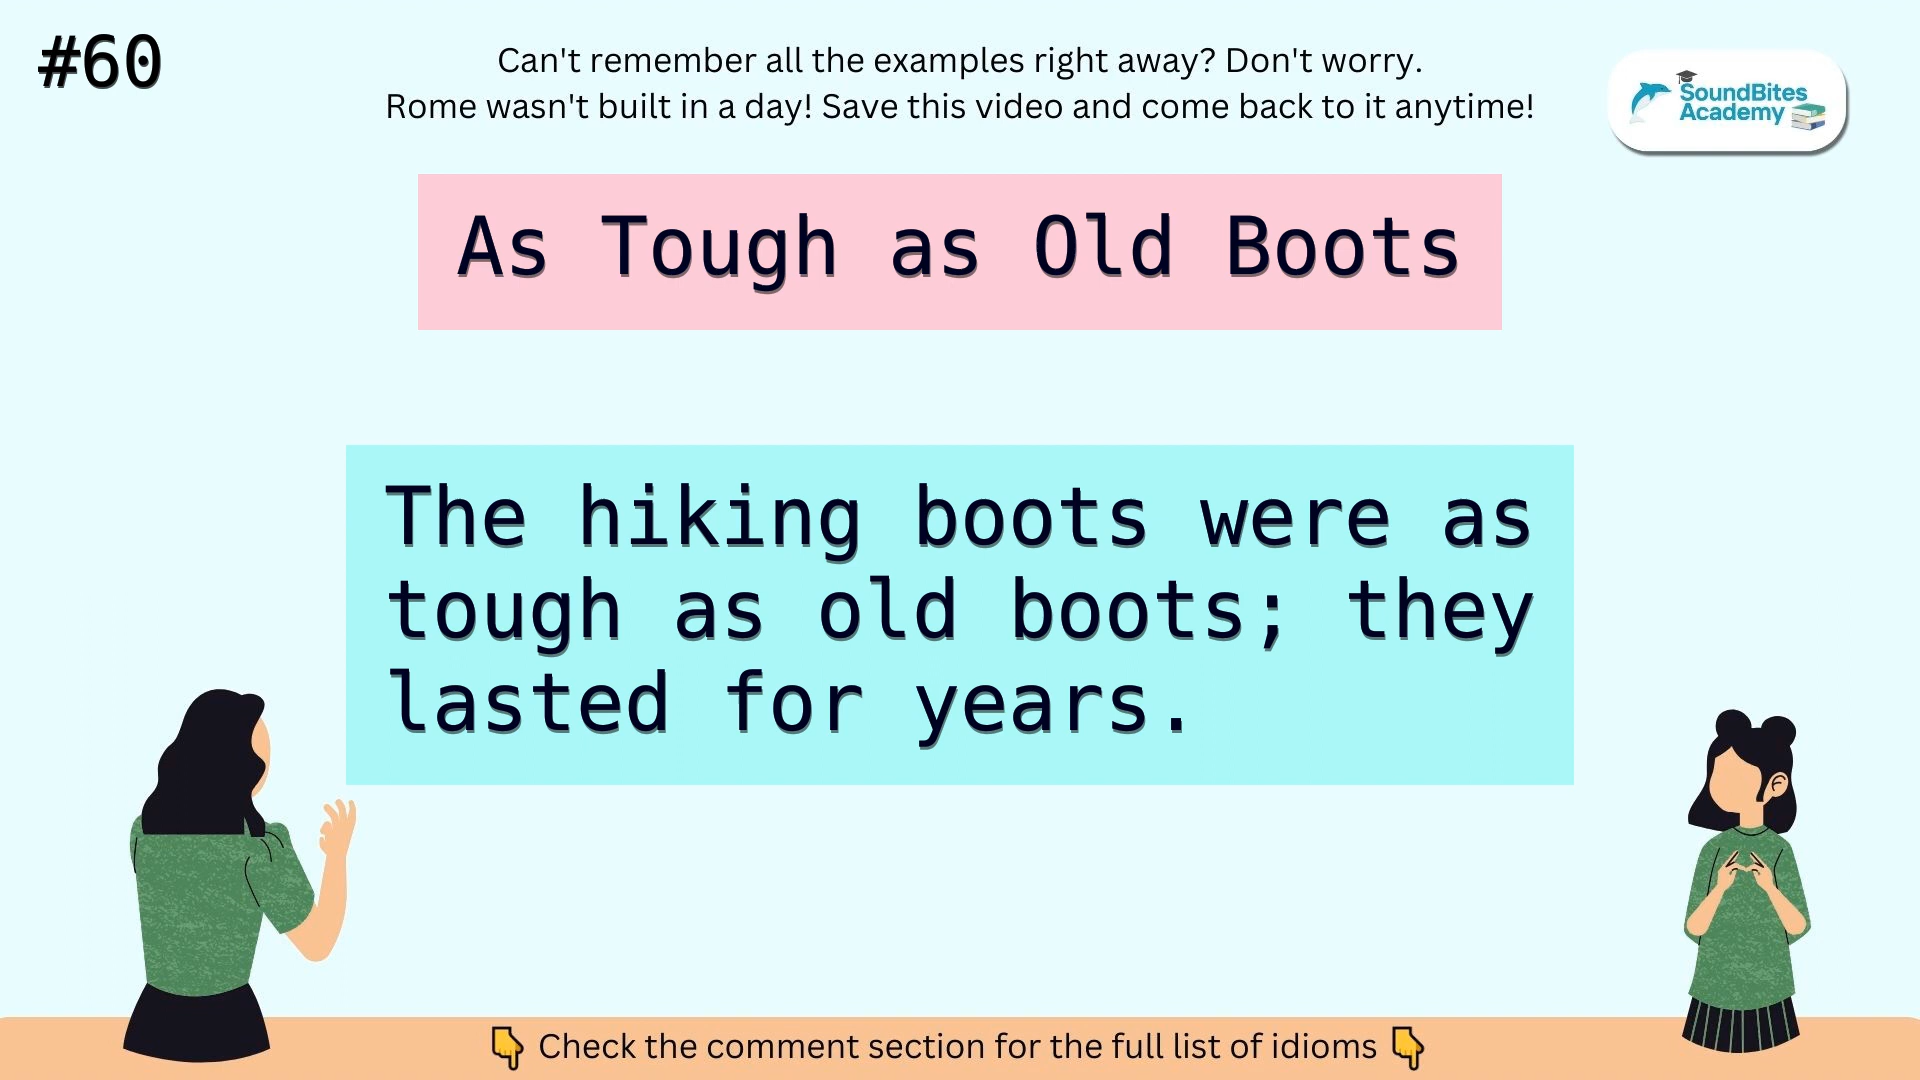 #60
Can't remember all the examples right away? Don't worry.
Rome wasn't built in a day! Save this video and come back to it anytime!
SoundBites
Academy
As Tough as Old Boots
The hiking boots were as
tough as old boots; they
lasted for years.
👇 Check the comment section for the full list of idioms 👇